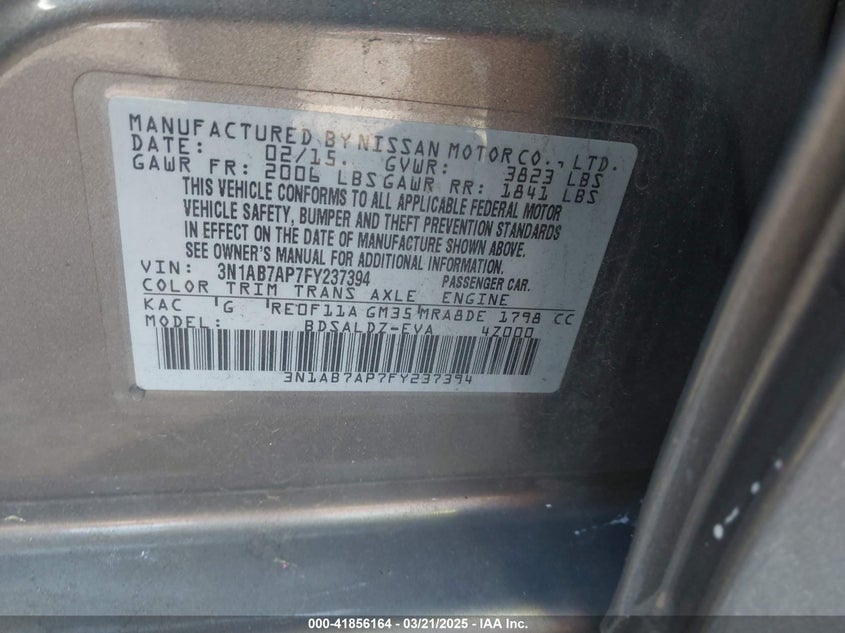 MANUFACTURED BY NISSAN MOTOR CO., LTD.
DATE: 02/15. GVWR: 3823 LBS
GAWR FR: 2006 LBS GAWR RR: 1841 LBS
THIS VEHICLE CONFORMS TO ALL APPLICABLE FEDERAL MOTOR
VEHICLE SAFETY, BUMPER AND THEFT PREVENTION STANDARDS
IN EFFECT ON THE DATE OF MANUFACTURE SHOWN ABOVE.
SEE OWNER'S MANUAL FOR ADDITIONAL INFORMATION.
VIN: 3N1AB7AP7FY237394 PASSENGER CAR.
COLOR TRIM TRANS AXLE ENGINE
KAC G RE0F11A GM35 MRA8DE 1798 CC
MODEL: BDSALDZ-EVA 4Z000
3N1AB7AP7FY237394
000-41856164 | 03/21/2025 | IAA Inc.